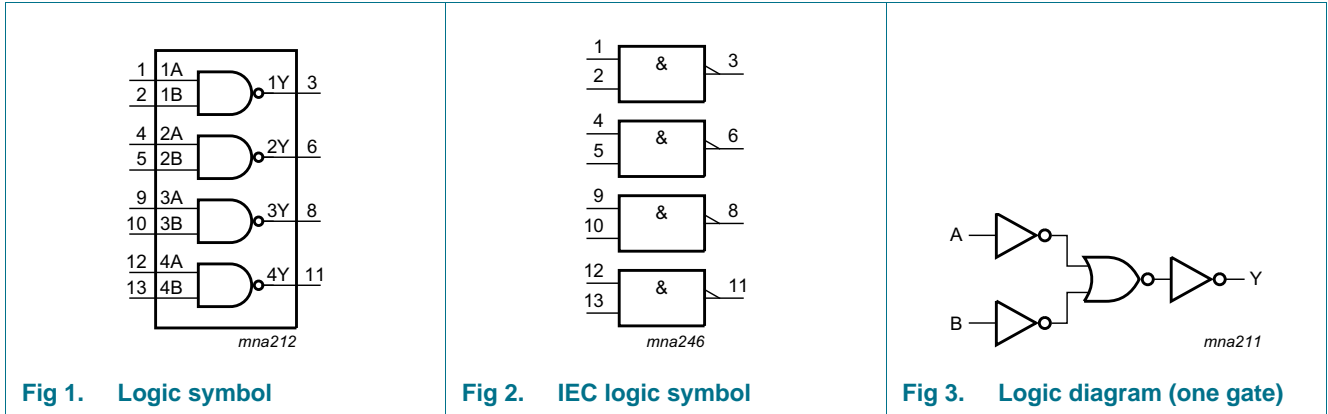 1 1A 1Y 3
2 1B
4 2A 2Y 6
5 2B
9 3A 3Y 8
10 3B
12 4A 4Y 11
13 4B
mna212
Fig 1. Logic symbol
1 & 3
2
4 & 6
5
9 & 8
10
12 & 11
13
mna246
Fig 2. IEC logic symbol
A
Y
B
mna211
Fig 3. Logic diagram (one gate)